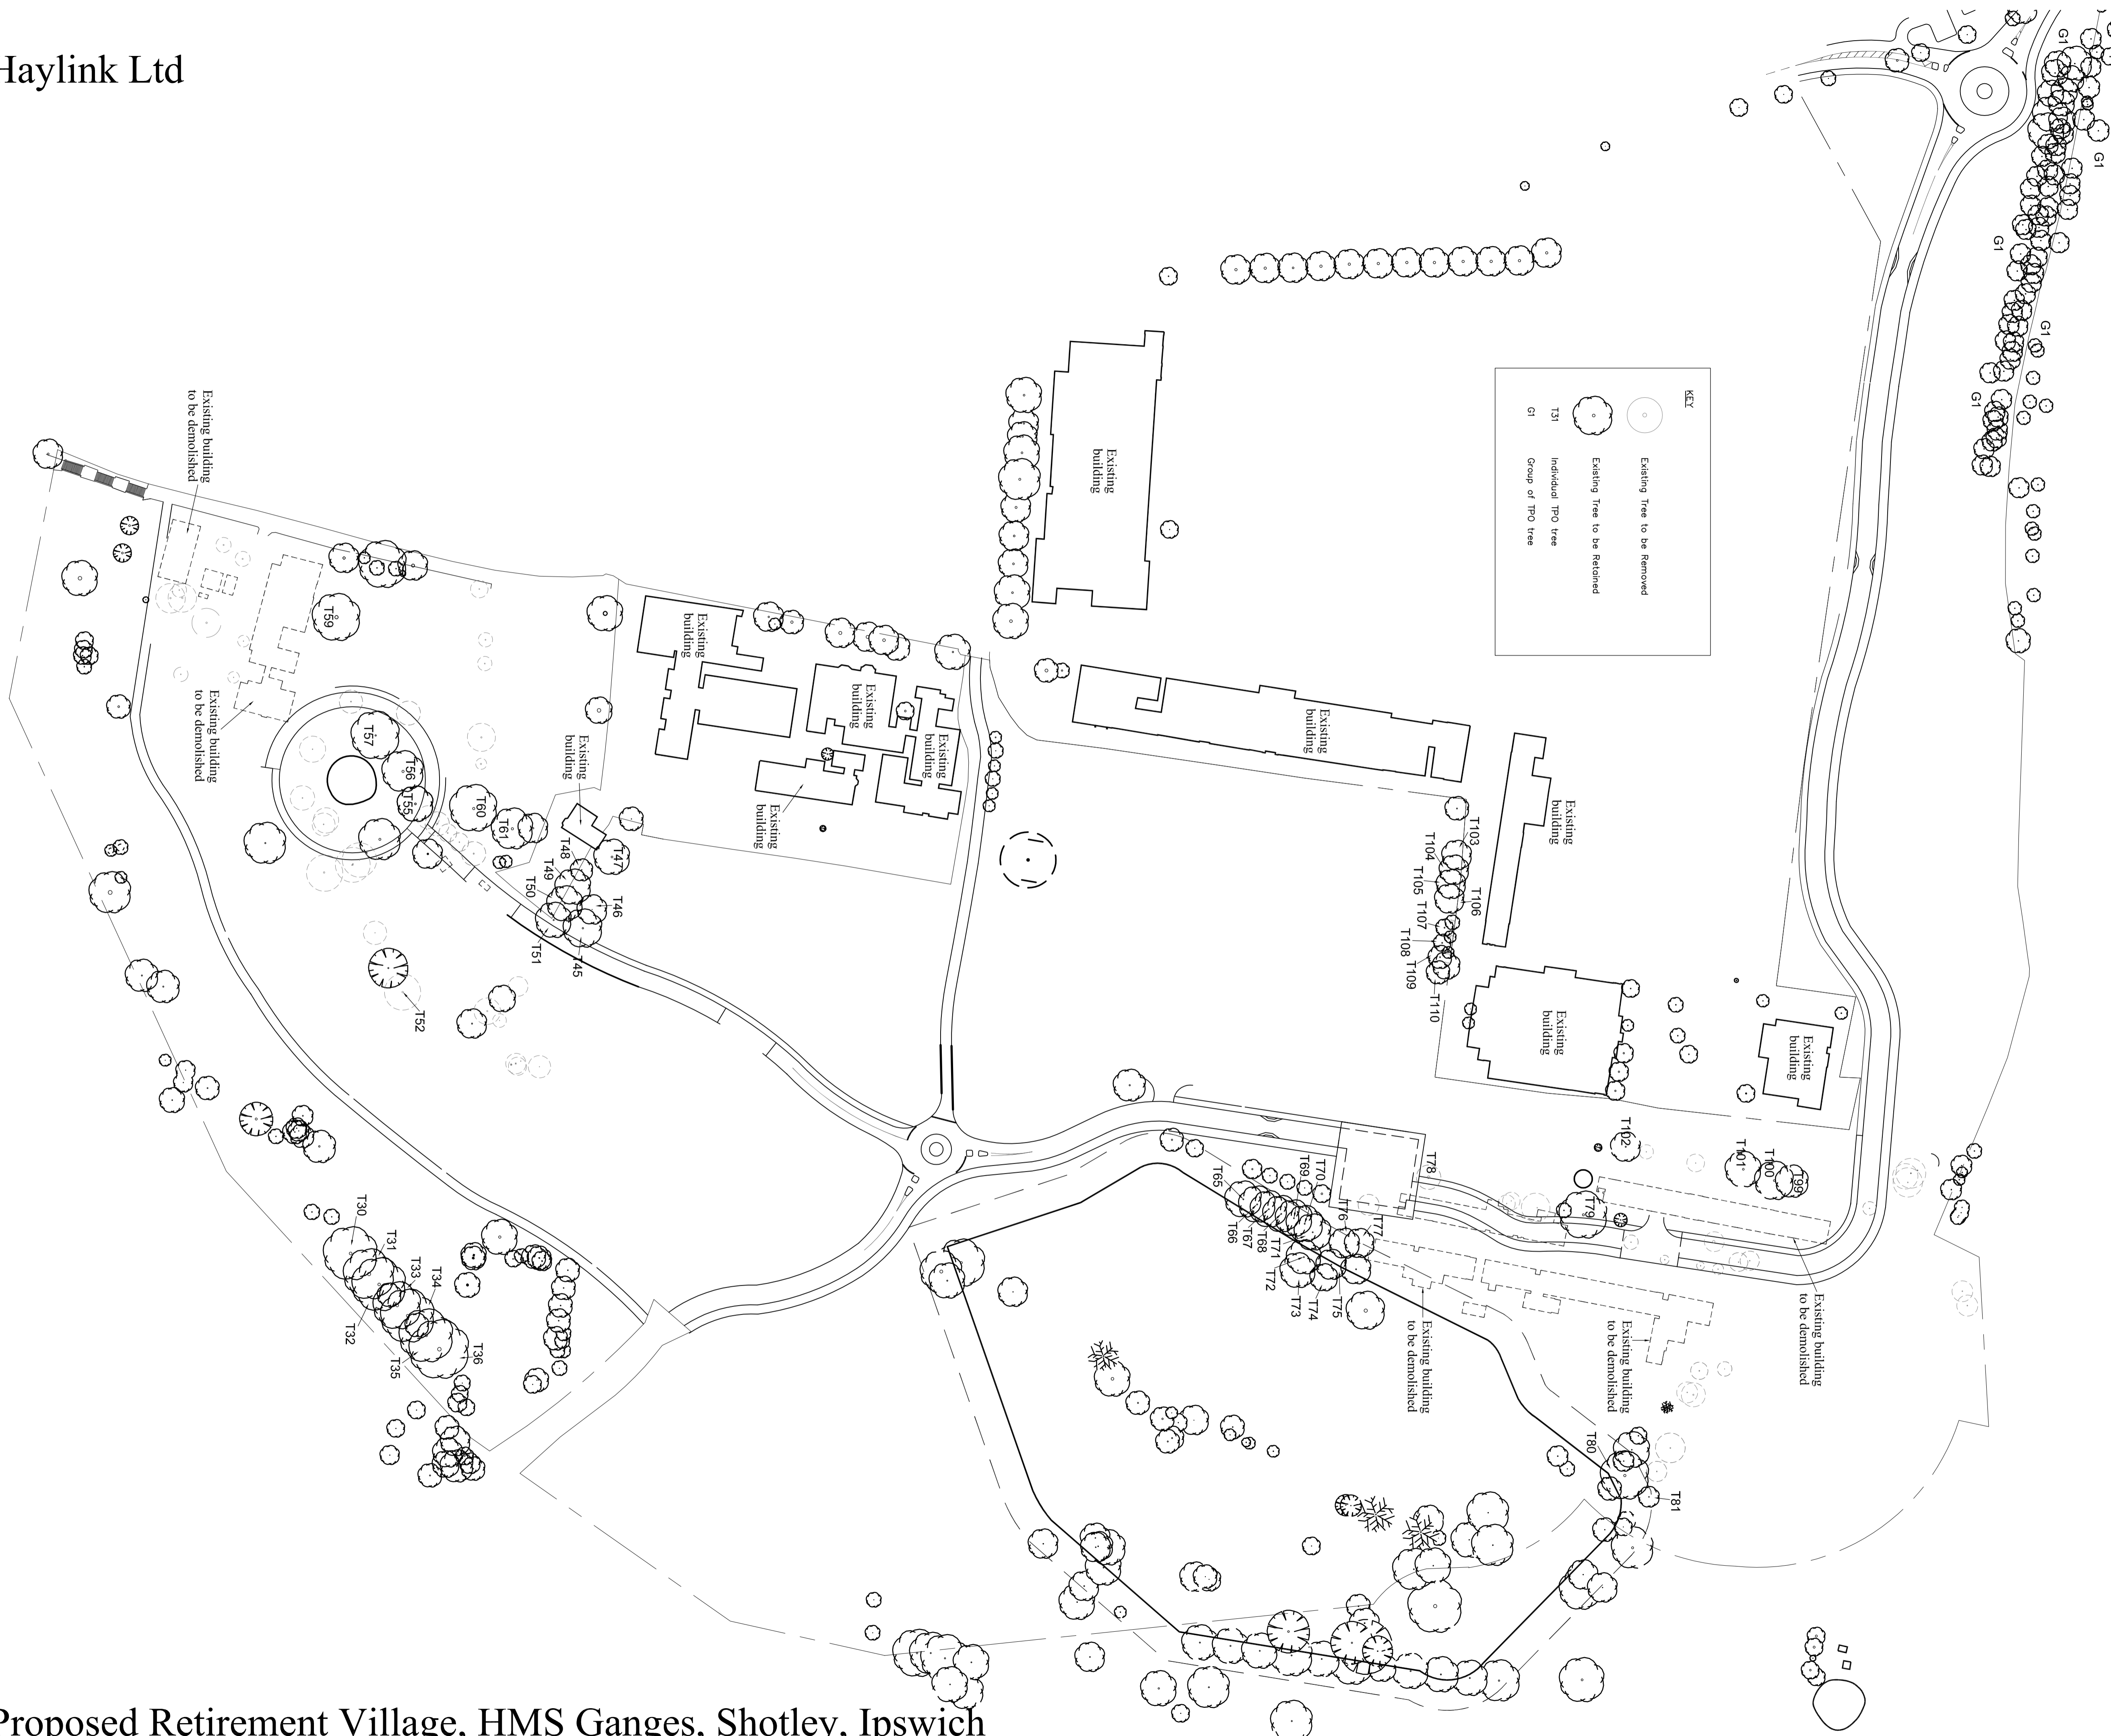 Haylink Ltd
G1
G1
G1
G1
G1
KEY
Existing Tree to be Removed
Existing Tree to be Retained
T31 Individual TPO tree
G1 Group of TPO tree
Existing building
to be demolished
Existing
building
T59
Existing
building
Existing
building
Existing
building
Existing
building
Existing building
to be demolished
Existing
building
Existing
building
T57
T56
T55
T60
T61
T48
T47
T49
T50
T46
T51
T45
T52
Existing
building
T103
T104
T105
T106
T107
T108
T109
T110
Existing
building
Existing
building
T102
T101
T100
T99
T78
T79
T65
T69
T70
T66
T67
T68
T71
T72
T73
T74
T75
T76
T77
T30
T31
T33
T34
T32
T35
T36
Existing building
to be demolished
Existing building
to be demolished
Existing building
to be demolished
T80
T81
Proposed Retirement Village, HMS Ganges, Shotley, Ipswich